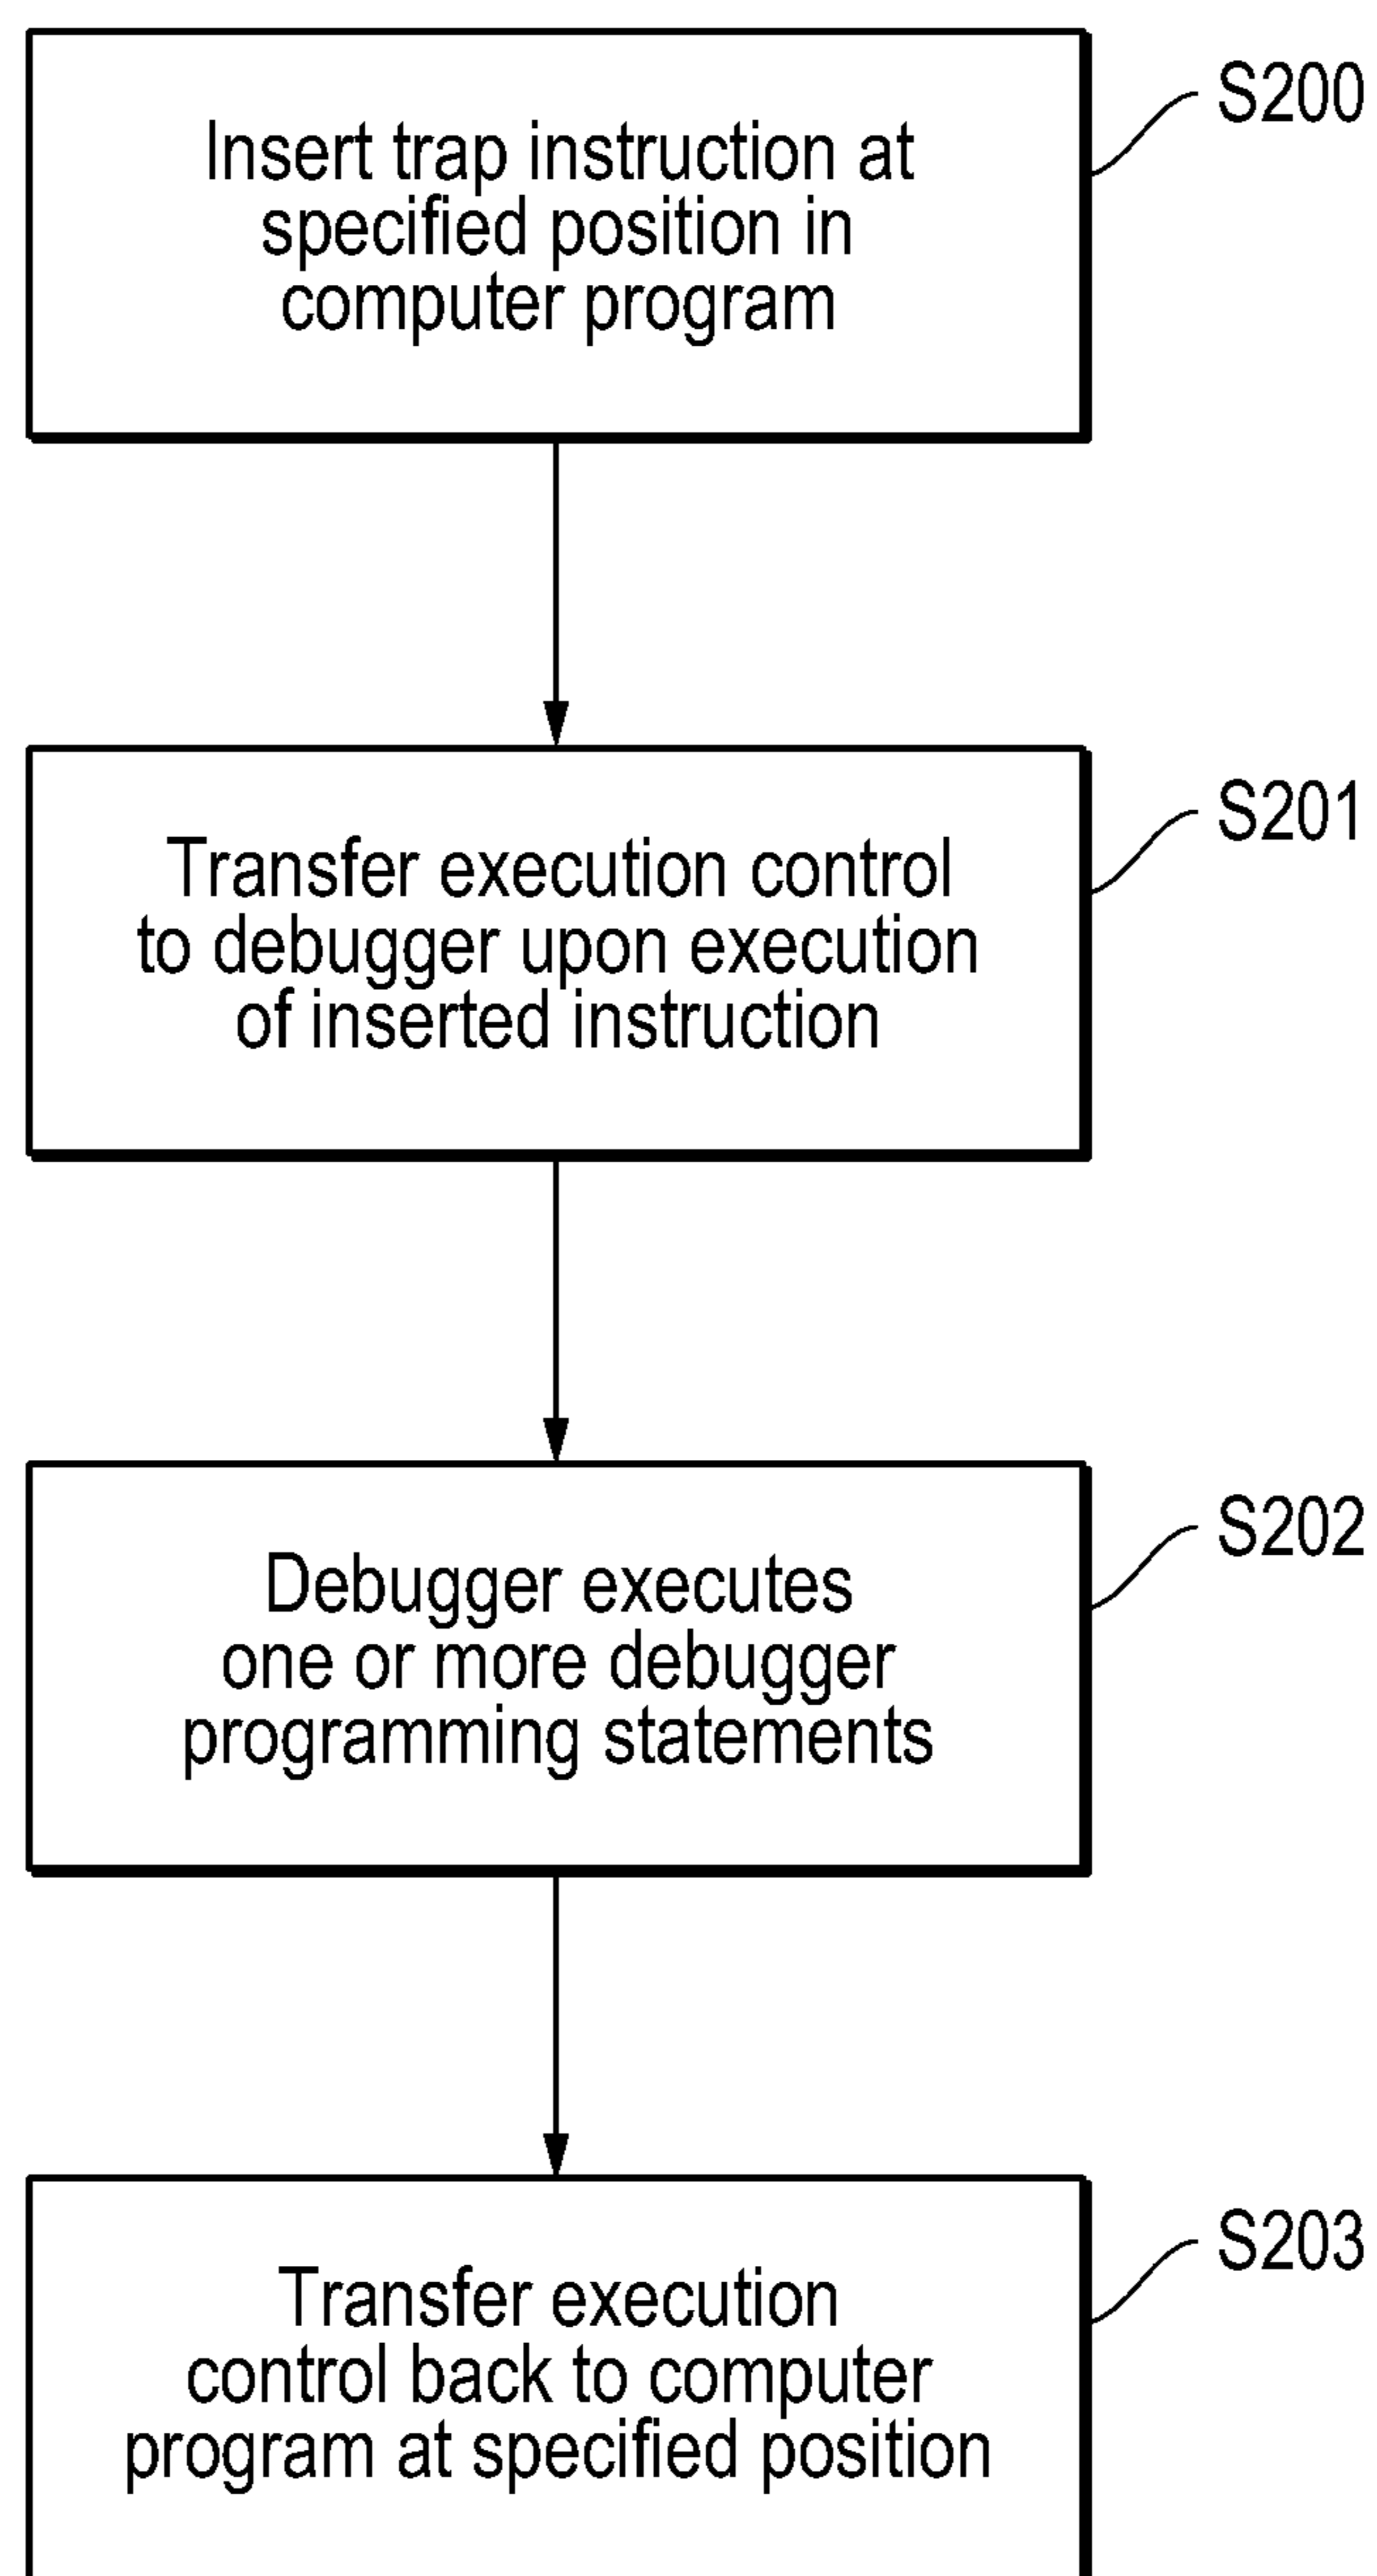 S200
Insert trap instruction at
specified position in
computer program
S201
Transfer execution control
to debugger upon execution
of inserted instruction
S202
Debugger executes
one or more debugger
programming statements
S203
Transfer execution
control back to computer
program at specified position